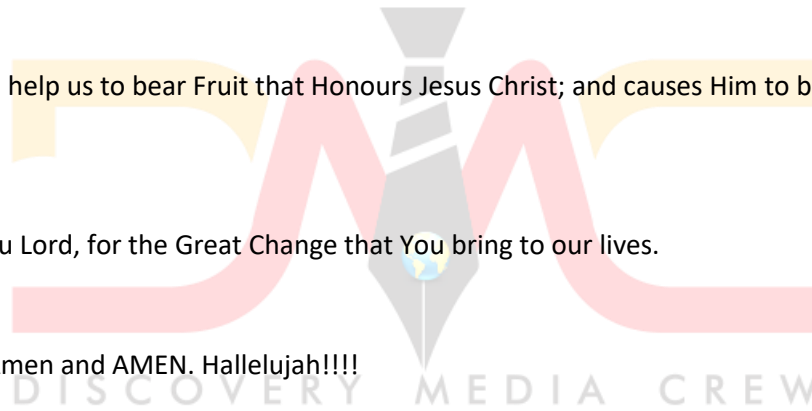 help us to bear Fruit that Honours Jesus Christ; and causes Him to b
u Lord, for the Great Change that You bring to our lives.
men and AMEN. Hallelujah!!!!
DISCOVERY MEDIA CREW